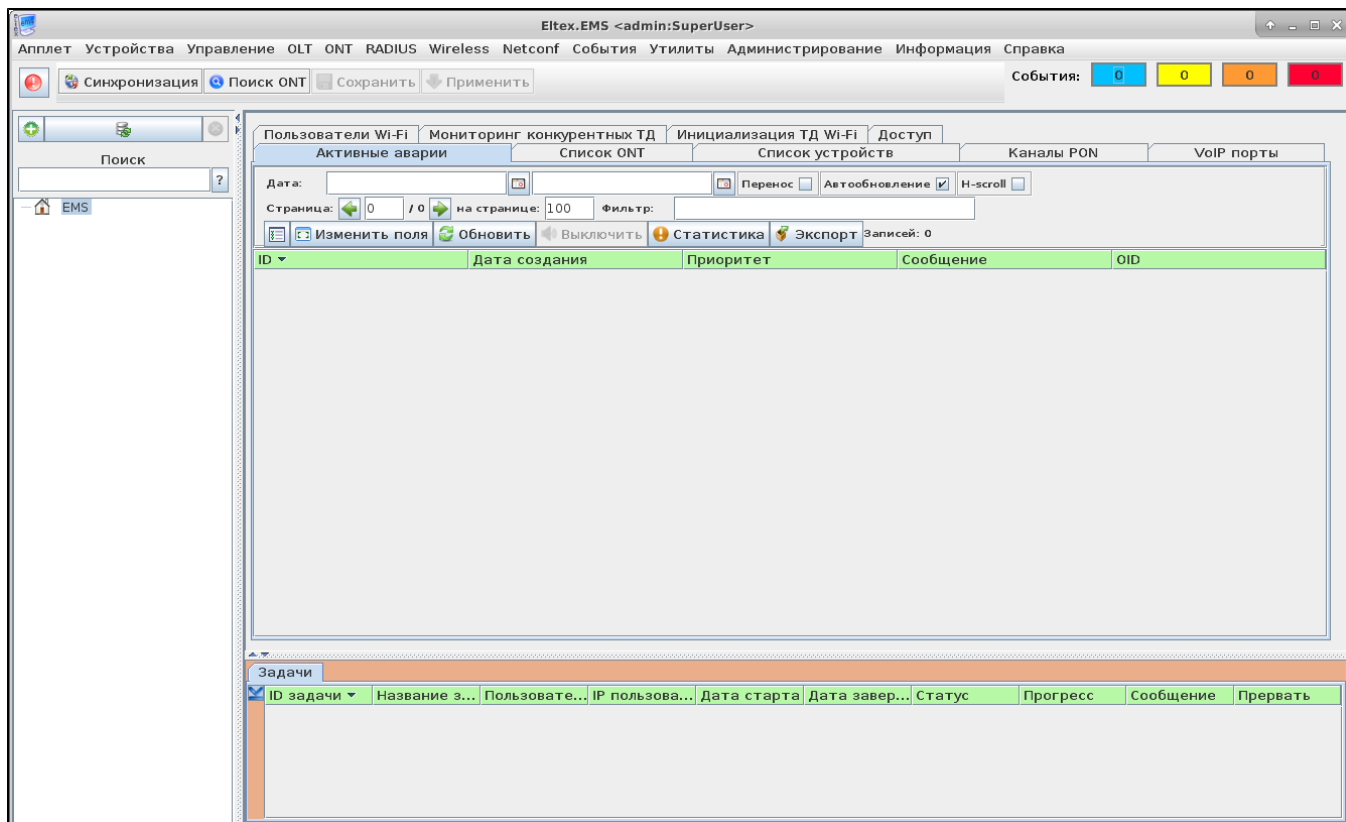 Eltex.EMS <admin:SuperUser>
Апплет Устройства Управление OLT ONT RADIUS Wireless Netconf События Утилиты Администрирование Информация Справка
Синхронизация Поиск ONT Сохранить Применить События: 0 0 0 0
Поиск
?
EMS
Пользователи Wi-Fi Мониторинг конкурентных ТД Инициализация ТД Wi-Fi Доступ
Активные аварии Список ONT Список устройств Каналы PON VoIP порты
Дата: Перенос Автообновление H-scroll
Страница: 0 / 0 на странице: 100 Фильтр:
Изменить поля Обновить Выключить Статистика Экспорт Записей: 0
ID Дата создания Приоритет Сообщение OID
Задачи
ID задачи Название з... Пользовате... IP пользова... Дата старта Дата завер... Статус Прогресс Сообщение Прервать